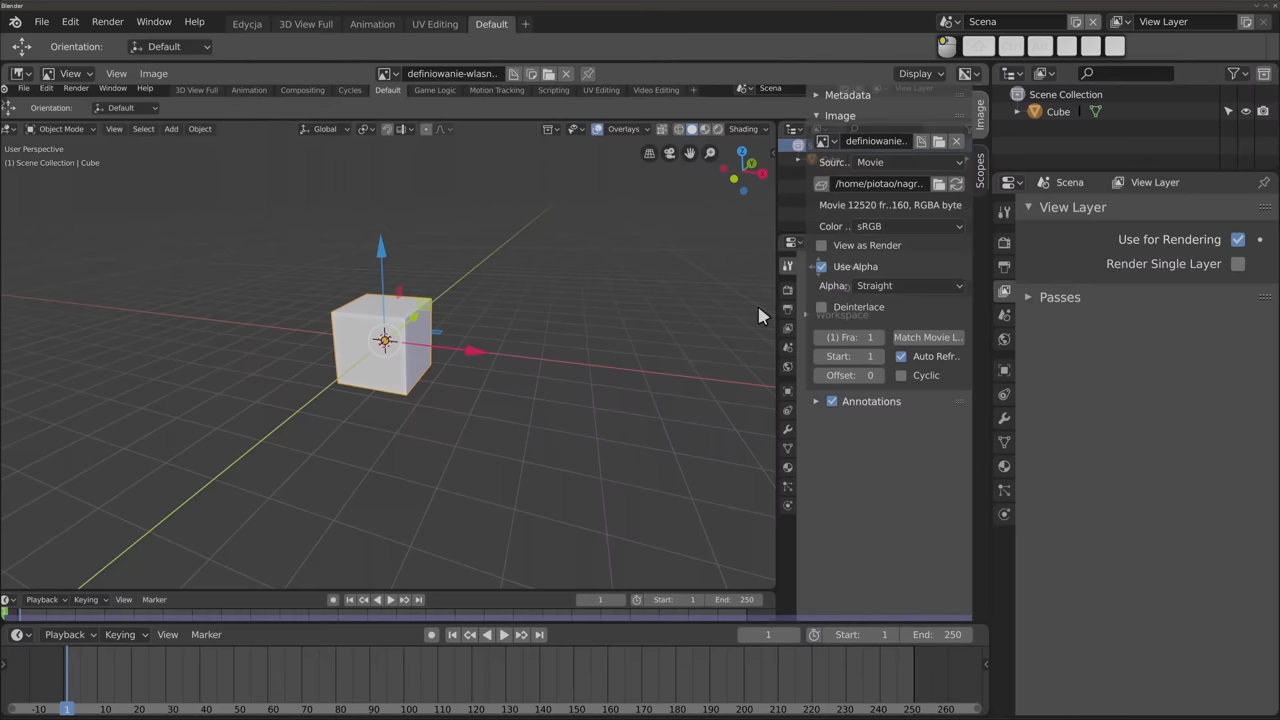 Blender
File Edit Render Window Help Edycja 3D View Full Animation UV Editing Default Scena View Layer
Orientation: Default
View View Image definiowanie-wlasn.. Display
File Edit Render Window Help 3D View Full Animation Compositing Cycles Default Game Logic Motion Tracking Scripting UV Editing Video Editing Scena View Layer
Orientation: Default
Object Mode View Select Add Object Global Overlays Shading
User Perspective
(1) Scene Collection | Cube
Metadata
Image
definiowanie..
Sourc.. Movie
/home/piotao/nagr..
Movie 12520 fr..160, RGBA byte
Color .. sRGB
View as Render
Use Alpha
Alpha: Straight
Deinterlace
Workspace
(1) Fra: 1 Match Movie L..
Start: 1 Auto Refr..
Offset: 0 Cyclic
Annotations
Image
Scopes
Scene Collection
Cube
Scena View Layer
View Layer
Use for Rendering
Render Single Layer
Passes
Playback Keying View Marker 1 Start: 1 End: 250
Playback Keying View Marker 1 Start: 1 End: 250
-10 1 10 20 30 40 50 60 70 80 90 100 110 120 130 140 150 160 170 180 190 200 210 220 230 240 250 260